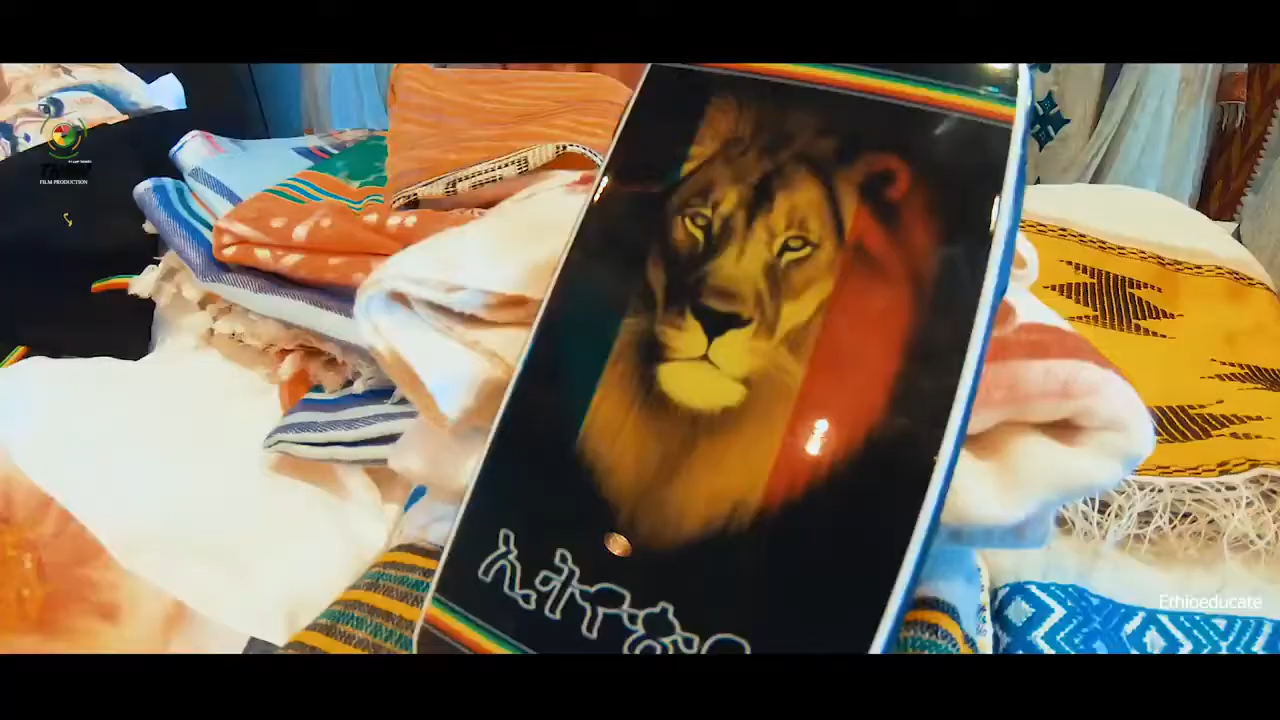 FILM PRODUCTION
ኢትዮጵያ
Ethioeducate